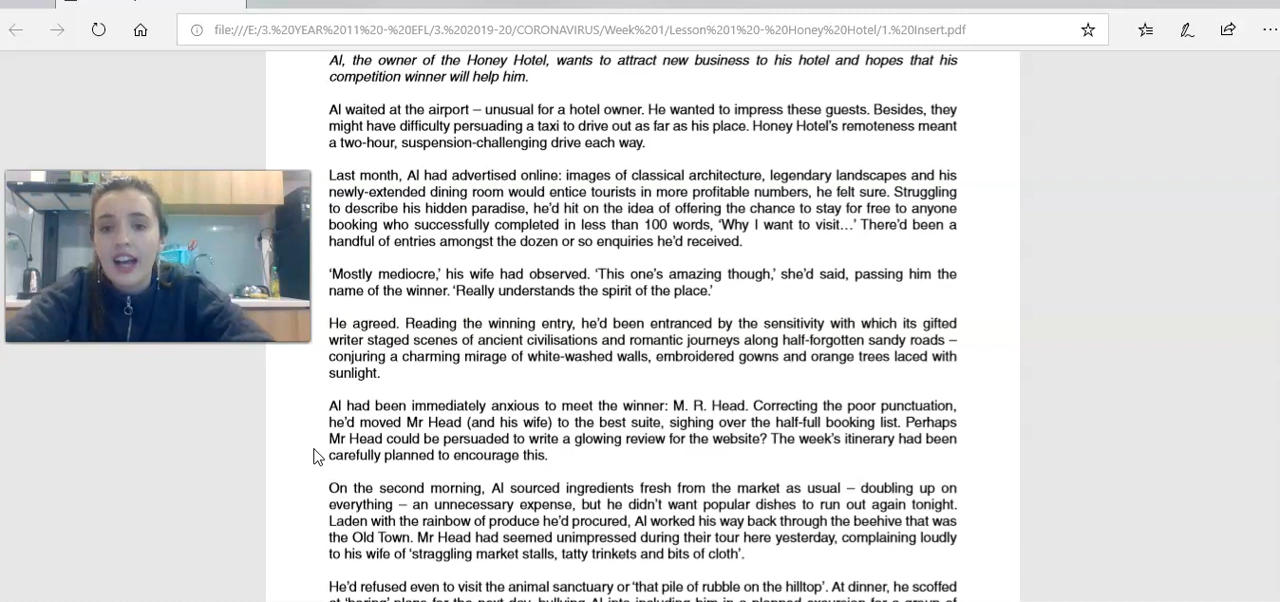 file:///E:/3.%20YEAR%2011%20-%20EFL/3.%202019-20/CORONAVIRUS/Week%201/Lesson%201%20-%20Honey%20Hotel/1.%20Insert.pdf
Al, the owner of the Honey Hotel, wants to attract new business to his hotel and hopes that his
competition winner will help him.
Al waited at the airport – unusual for a hotel owner. He wanted to impress these guests. Besides, they
might have difficulty persuading a taxi to drive out as far as his place. Honey Hotel's remoteness meant
a two-hour, suspension-challenging drive each way.
Last month, Al had advertised online: images of classical architecture, legendary landscapes and his
newly-extended dining room would entice tourists in more profitable numbers, he felt sure. Struggling
to describe his hidden paradise, he'd hit on the idea of offering the chance to stay for free to anyone
booking who successfully completed in less than 100 words, 'Why I want to visit…' There'd been a
handful of entries amongst the dozen or so enquiries he'd received.
'Mostly mediocre,' his wife had observed. 'This one's amazing though,' she'd said, passing him the
name of the winner. 'Really understands the spirit of the place.'
He agreed. Reading the winning entry, he'd been entranced by the sensitivity with which its gifted
writer staged scenes of ancient civilisations and romantic journeys along half-forgotten sandy roads –
conjuring a charming mirage of white-washed walls, embroidered gowns and orange trees laced with
sunlight.
Al had been immediately anxious to meet the winner: M. R. Head. Correcting the poor punctuation,
he'd moved Mr Head (and his wife) to the best suite, sighing over the half-full booking list. Perhaps
Mr Head could be persuaded to write a glowing review for the website? The week's itinerary had been
carefully planned to encourage this.
On the second morning, Al sourced ingredients fresh from the market as usual – doubling up on
everything – an unnecessary expense, but he didn't want popular dishes to run out again tonight.
Laden with the rainbow of produce he'd procured, Al worked his way back through the beehive that was
the Old Town. Mr Head had seemed unimpressed during their tour here yesterday, complaining loudly
to his wife of 'straggling market stalls, tatty trinkets and bits of cloth'.
He'd refused even to visit the animal sanctuary or 'that pile of rubble on the hilltop'. At dinner, he scoffed
at 'boring' plans for the next day, bullying Al into including him in a planned excursion for a group of